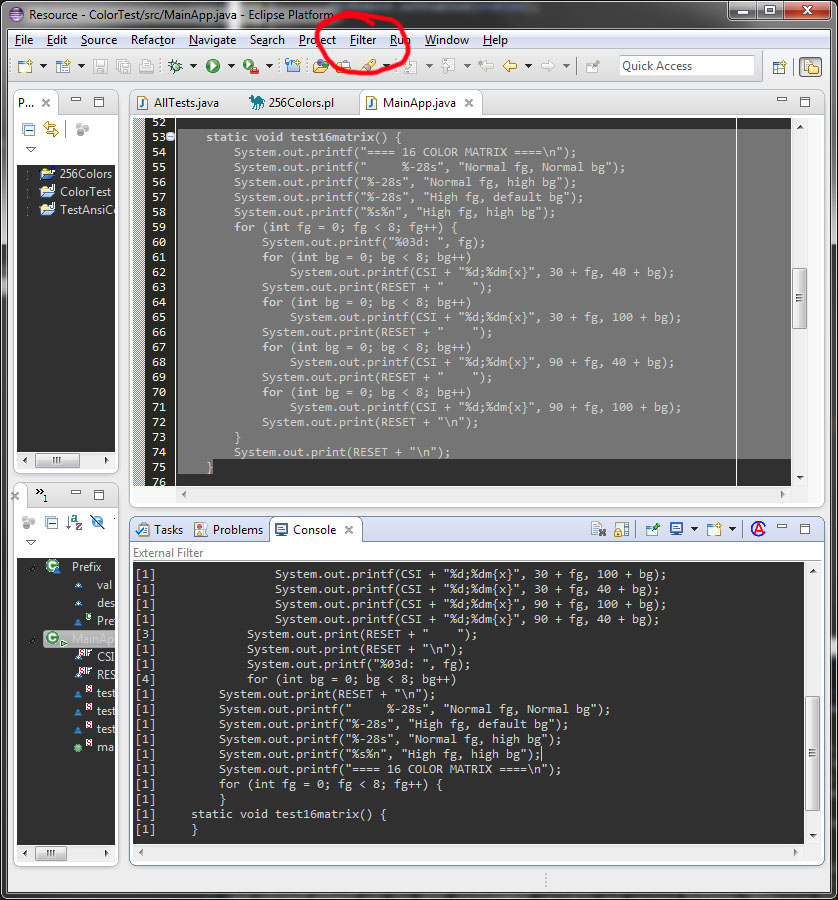 Resource - ColorTest/src/MainApp.java - Eclipse Platform
File Edit Source Refactor Navigate Search Project Filter Run Window Help
Quick Access
P...
AllTests.java 256Colors.pl MainApp.java
256Colors
ColorTest
TestAnsiCo
52
53 static void test16matrix() {
54 System.out.printf("==== 16 COLOR MATRIX ====\n");
55 System.out.printf("     %-28s", "Normal fg, Normal bg");
56 System.out.printf("%-28s", "Normal fg, high bg");
57 System.out.printf("%-28s", "High fg, default bg");
58 System.out.printf("%s%n", "High fg, high bg");
59 for (int fg = 0; fg < 8; fg++) {
60 System.out.printf("%03d: ", fg);
61 for (int bg = 0; bg < 8; bg++)
62 System.out.printf(CSI + "%d;%dm{x}", 30 + fg, 40 + bg);
63 System.out.print(RESET + "    ");
64 for (int bg = 0; bg < 8; bg++)
65 System.out.printf(CSI + "%d;%dm{x}", 30 + fg, 100 + bg);
66 System.out.print(RESET + "    ");
67 for (int bg = 0; bg < 8; bg++)
68 System.out.printf(CSI + "%d;%dm{x}", 90 + fg, 40 + bg);
69 System.out.print(RESET + "    ");
70 for (int bg = 0; bg < 8; bg++)
71 System.out.printf(CSI + "%d;%dm{x}", 90 + fg, 100 + bg);
72 System.out.print(RESET + "\n");
73 }
74 System.out.print(RESET + "\n");
75 }
76
»1
Prefix
val
des
Pre
MainAp
CSI
RES
test
test
test
ma
Tasks Problems Console
External Filter
[1] System.out.printf(CSI + "%d;%dm{x}", 30 + fg, 100 + bg);
[1] System.out.printf(CSI + "%d;%dm{x}", 30 + fg, 40 + bg);
[1] System.out.printf(CSI + "%d;%dm{x}", 90 + fg, 100 + bg);
[1] System.out.printf(CSI + "%d;%dm{x}", 90 + fg, 40 + bg);
[3] System.out.print(RESET + "    ");
[1] System.out.print(RESET + "\n");
[1] System.out.printf("%03d: ", fg);
[4] for (int bg = 0; bg < 8; bg++)
[1] System.out.print(RESET + "\n");
[1] System.out.printf("     %-28s", "Normal fg, Normal bg");
[1] System.out.printf("%-28s", "High fg, default bg");
[1] System.out.printf("%-28s", "Normal fg, high bg");
[1] System.out.printf("%s%n", "High fg, high bg");
[1] System.out.printf("==== 16 COLOR MATRIX ====\n");
[1] for (int fg = 0; fg < 8; fg++) {
[1] }
[1] static void test16matrix() {
[1] }